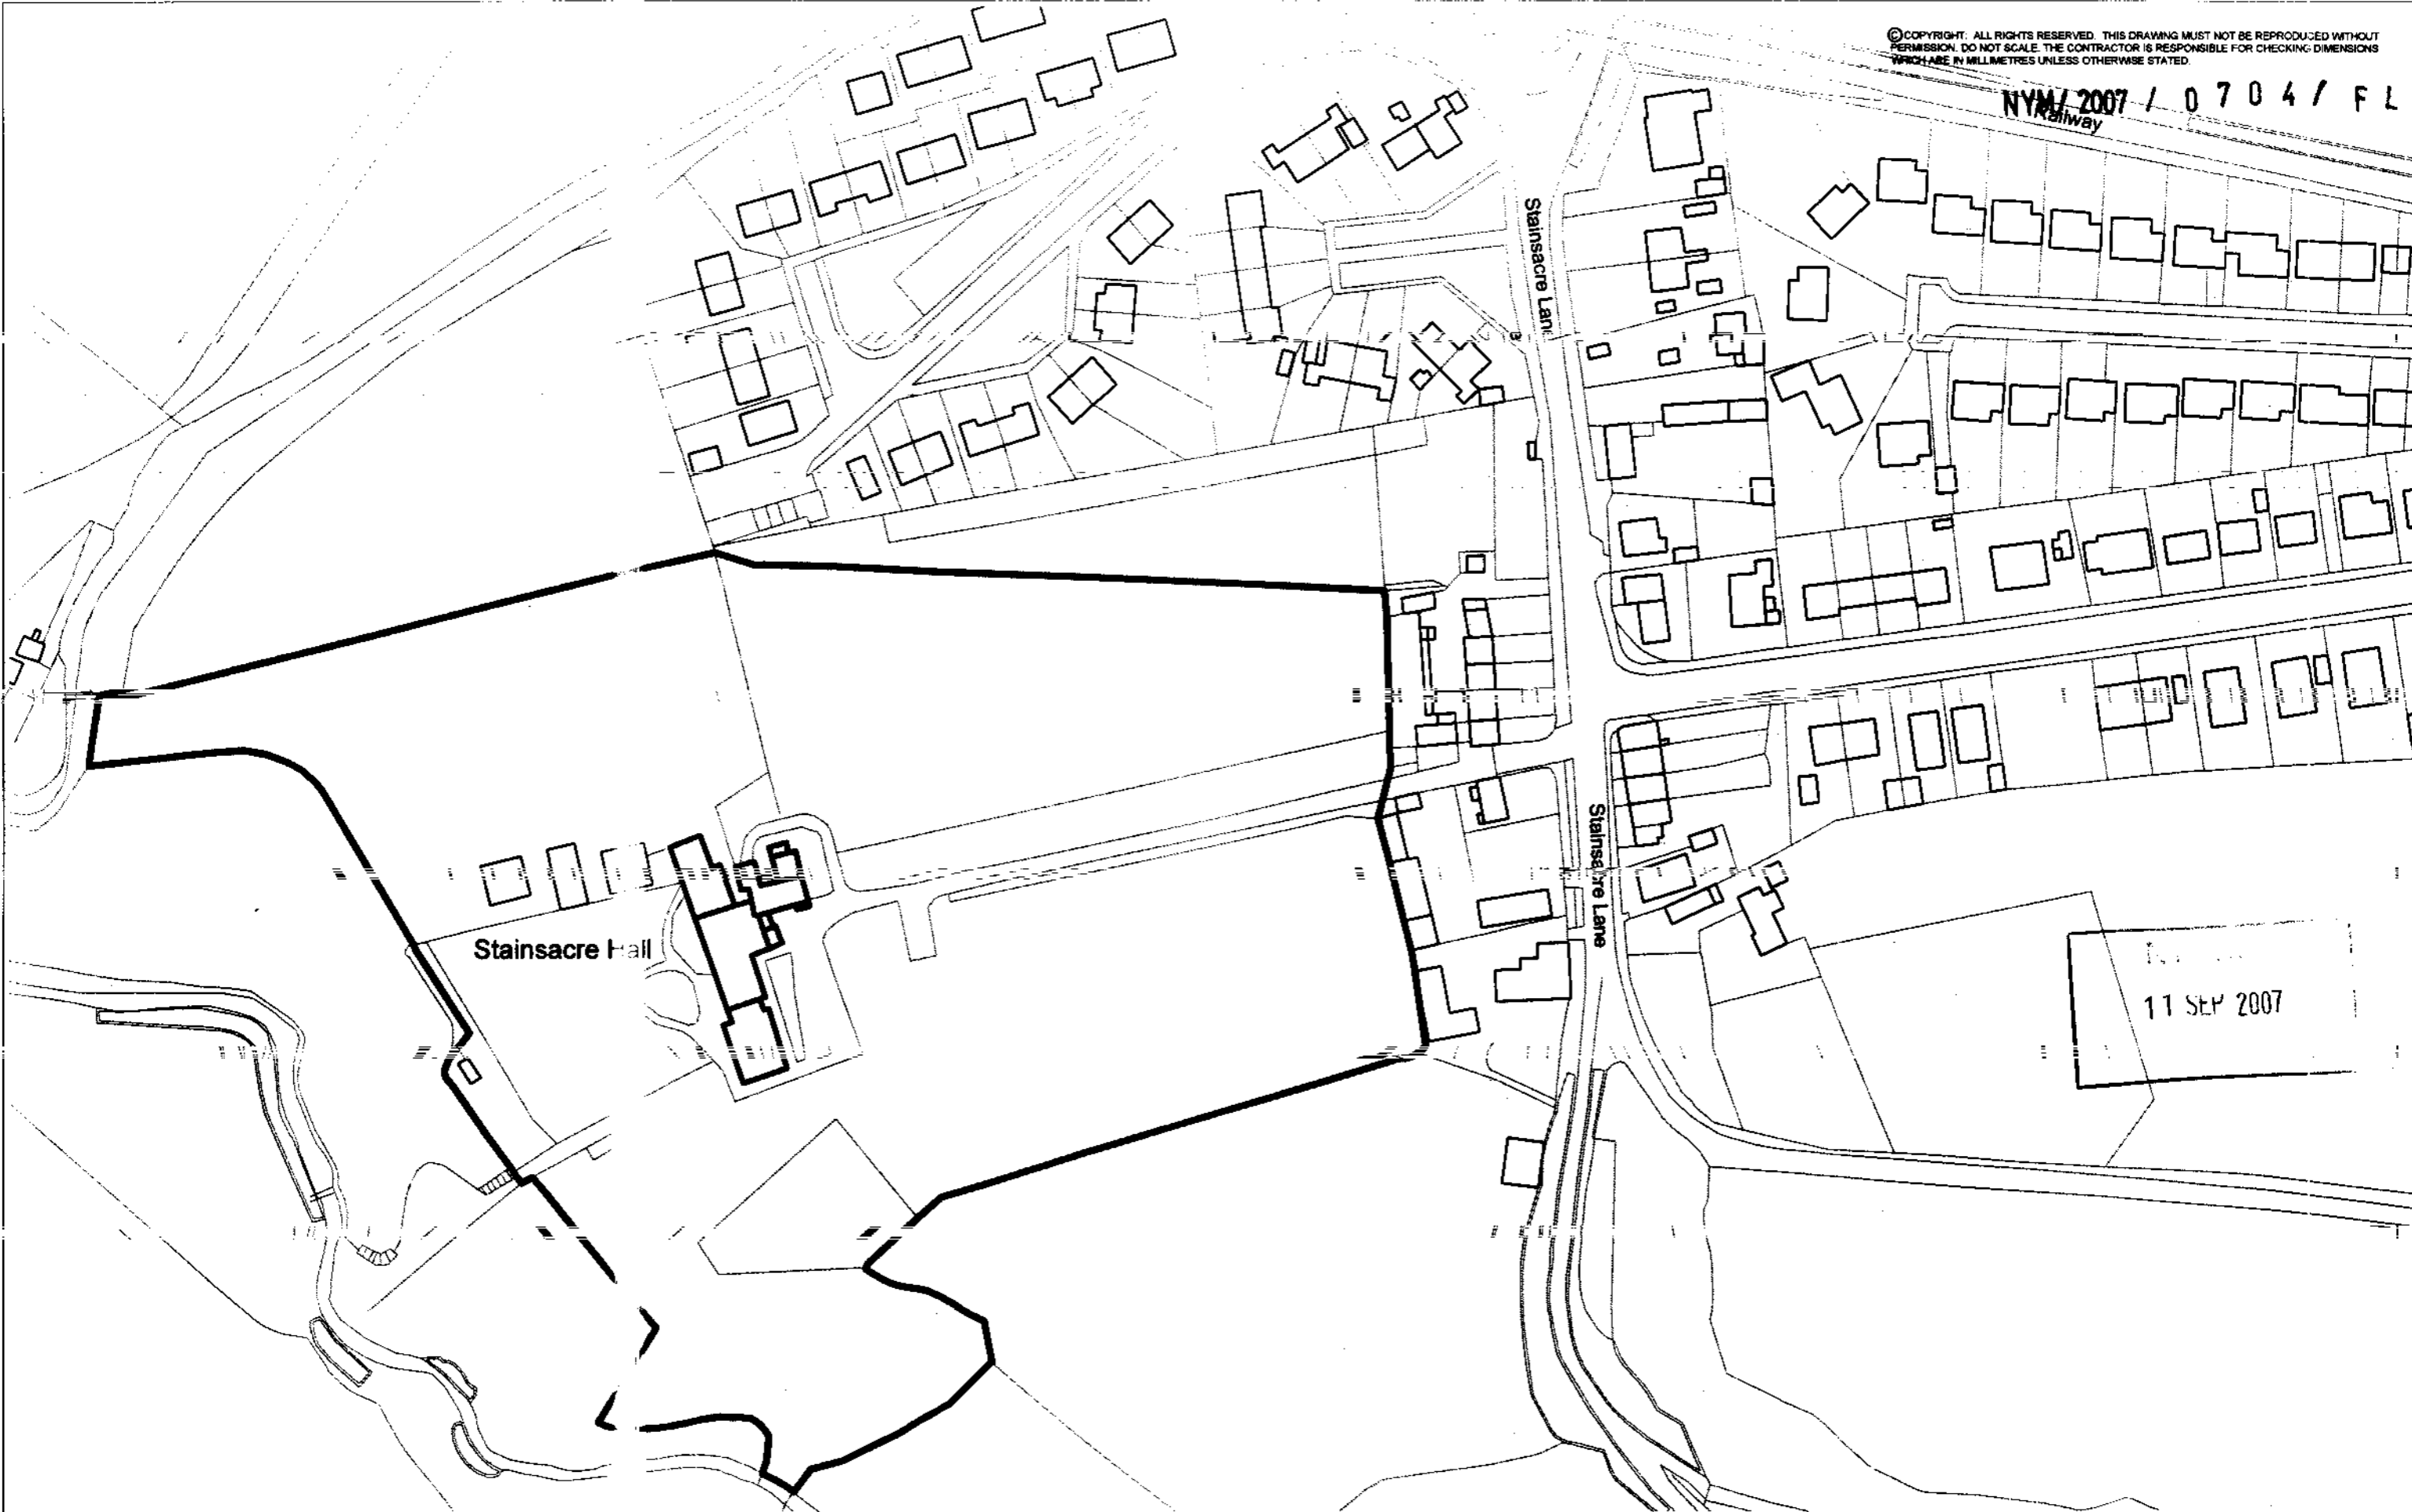 ©COPYRIGHT: ALL RIGHTS RESERVED. THIS DRAWING MUST NOT BE REPRODUCED WITHOUT
PERMISSION. DO NOT SCALE. THE CONTRACTOR IS RESPONSIBLE FOR CHECKING DIMENSIONS
WHICH ARE IN MILLIMETRES UNLESS OTHERWISE STATED.
NYM/ 2007 / 0 7 0 4 / F L
Railway
Stainsacre Lane
Stainsacre Lane
Stainsacre Hall
11 SEP 2007